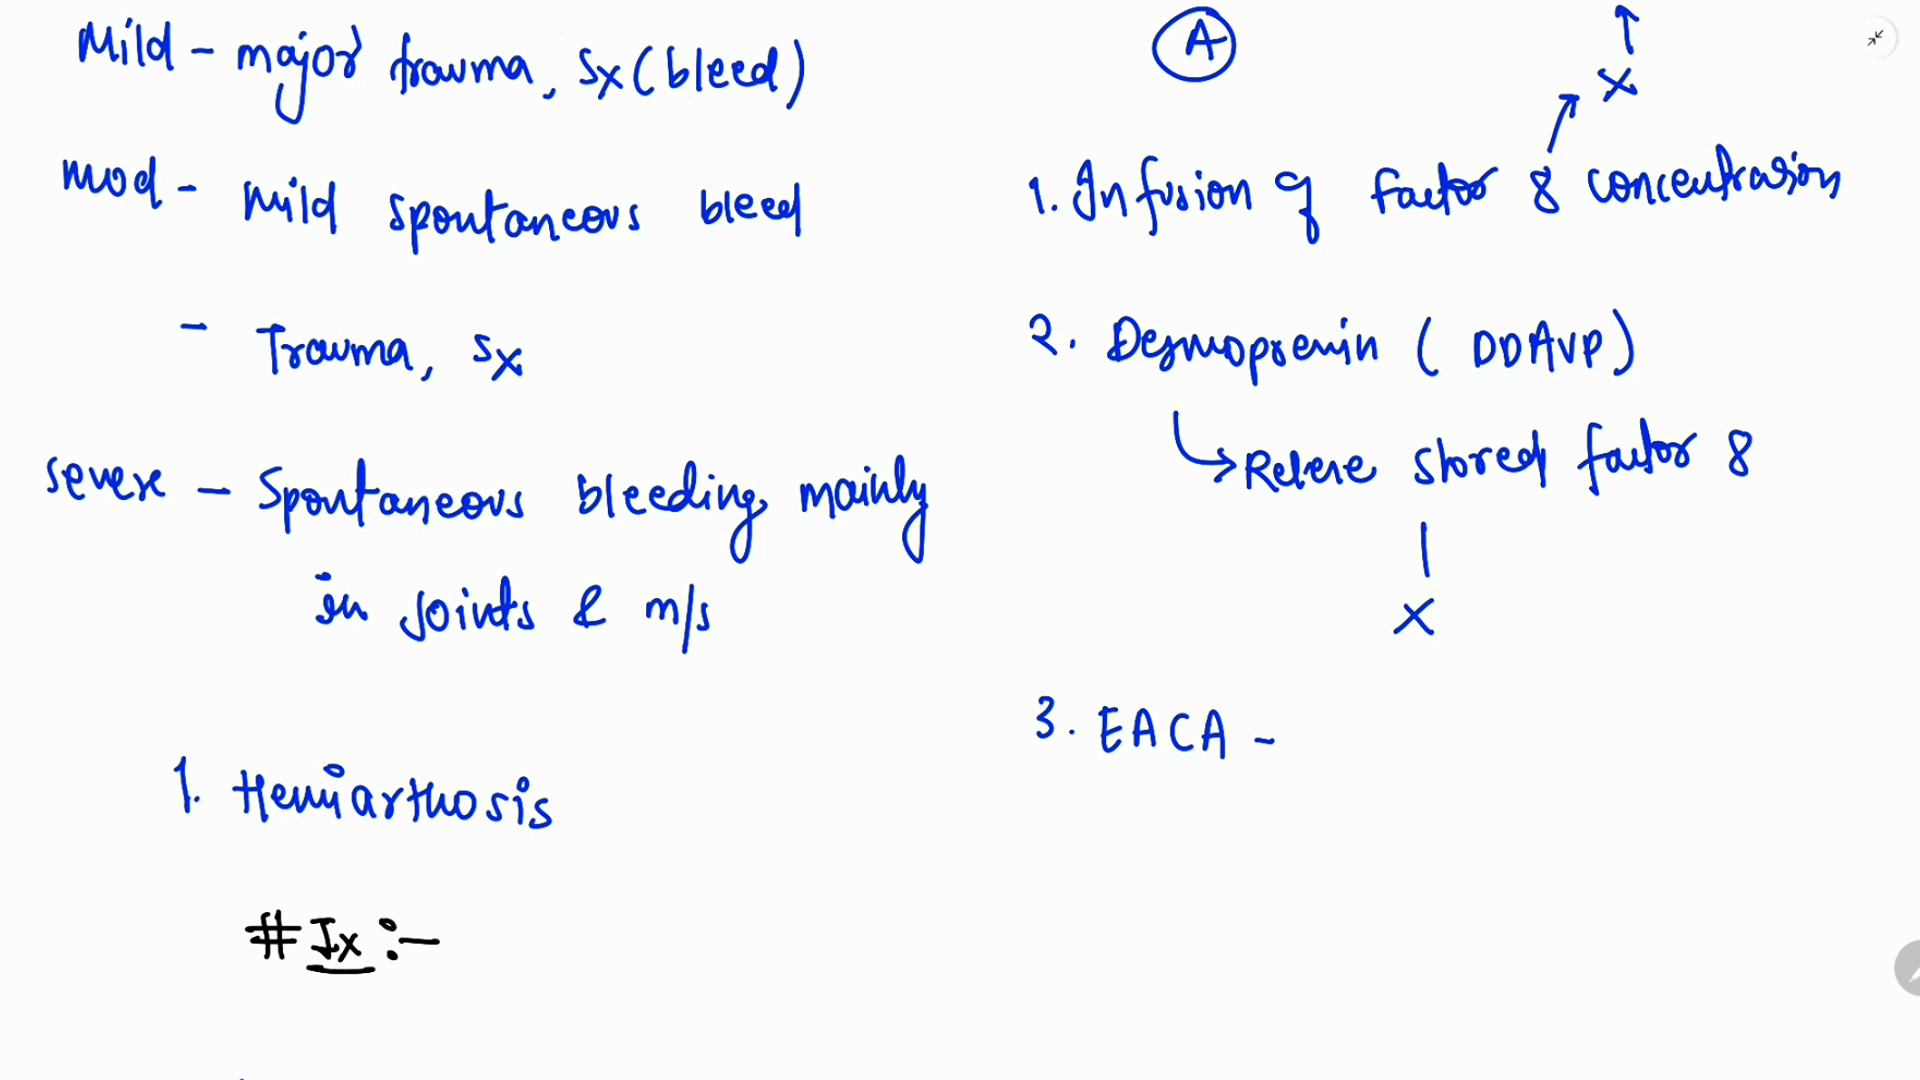 Mild - major trauma, Sx (bleed)
mod - Mild spontaneous bleed
- Trauma, Sx
severe - Spontaneous bleeding mainly
in joints & m/s
1. Hemiarthosis
# Ix :-
A
X
1. Infusion of Factor 8 concentration
2. Desmopressin (DDAVP)
Release stored factor 8
X
3. EACA -